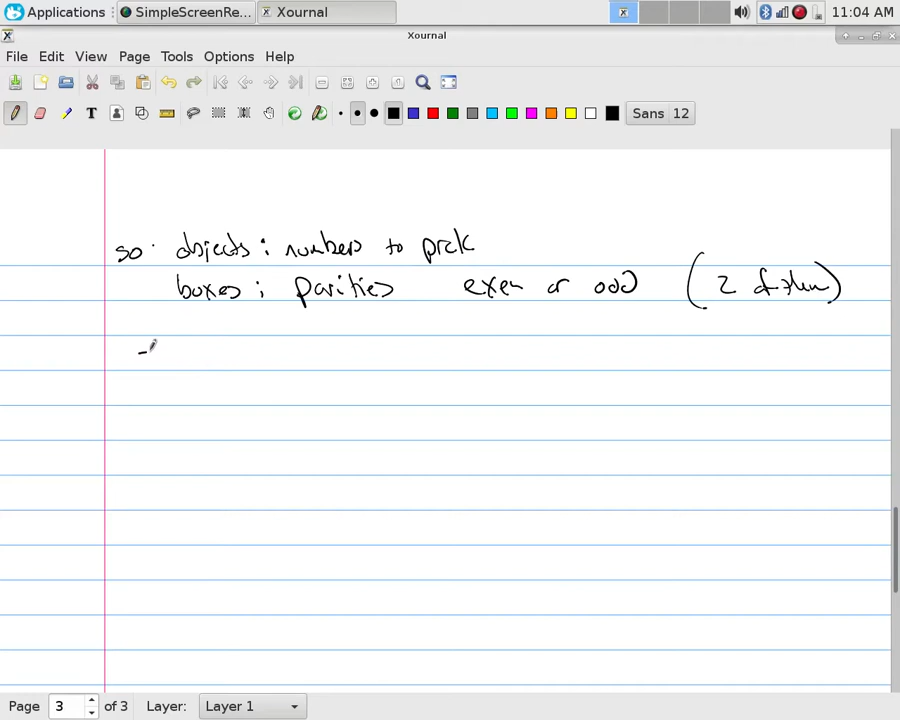 Applications
SimpleScreenRe...
Xournal
11:04 AM
Xournal
File Edit View Page Tools Options Help
Sans 12
so objects : numbers to pick
boxes : parities even or odd (2 of them)
Page 3 of 3 Layer: Layer 1